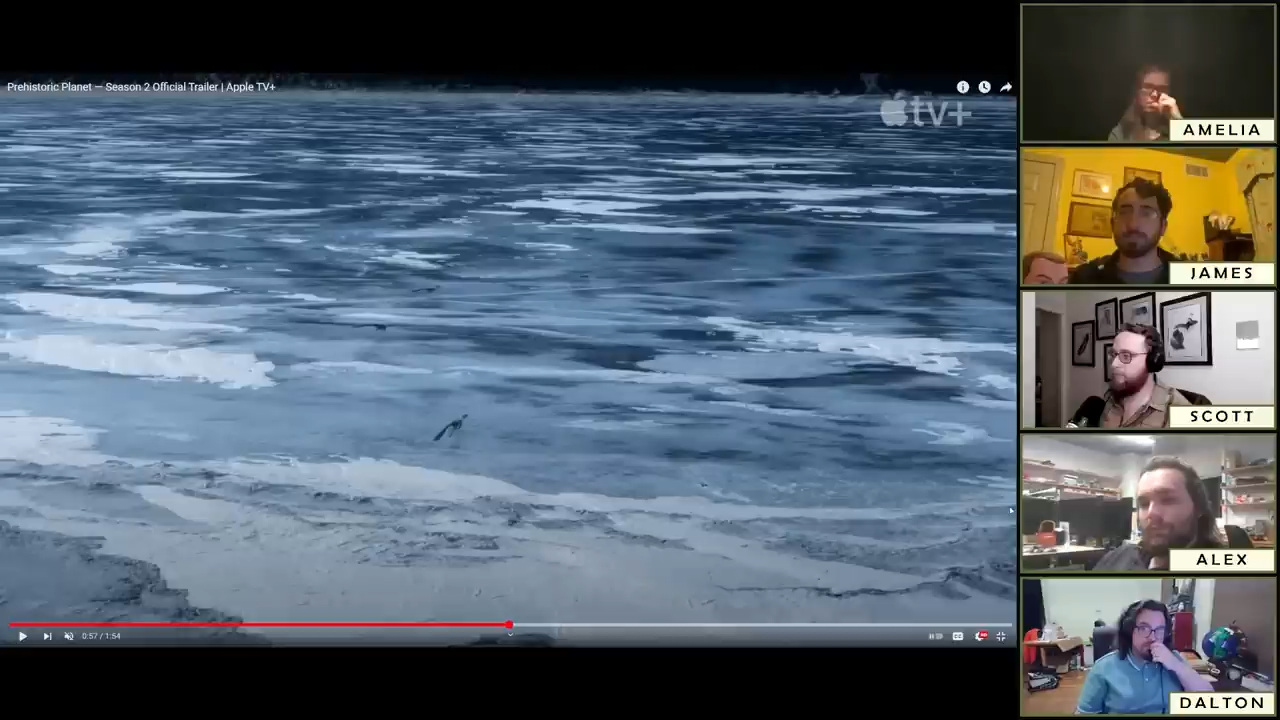 Prehistoric Planet — Season 2 Official Trailer | Apple TV+
tv+
0:57 / 1:54
AMELIA
JAMES
SCOTT
ALEX
DALTON